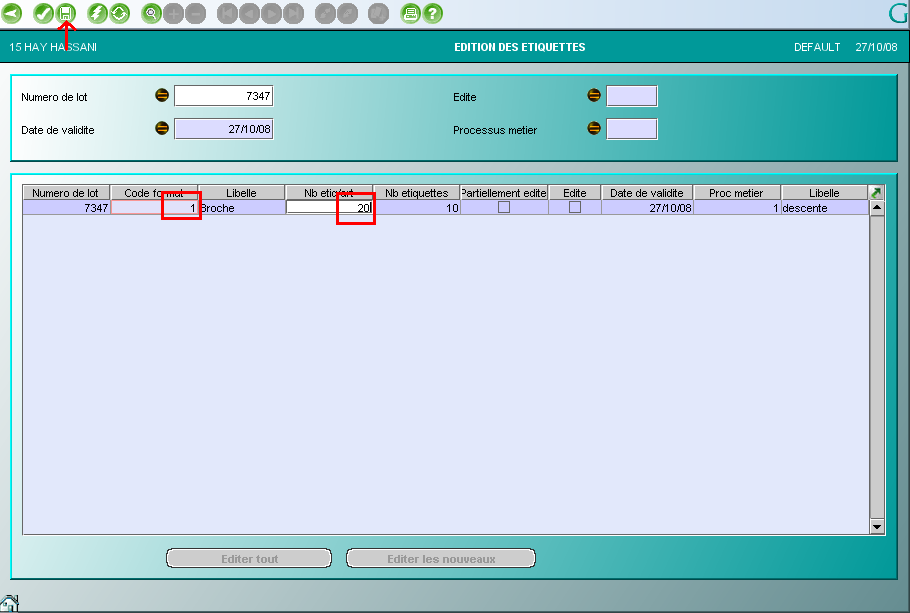 G
15 HAY HASSANI EDITION DES ETIQUETTES DEFAULT 27/10/08
Numero de lot 7347 Edite
Date de validite 27/10/08 Processus metier
Numero de lot Code format Libelle Nb etiq/art Nb etiquettes Partiellement edite Edite Date de validite Proc metier Libelle
7347 1 Broche 20 10 27/10/08 1 descente
Editer tout Editer les nouveaux